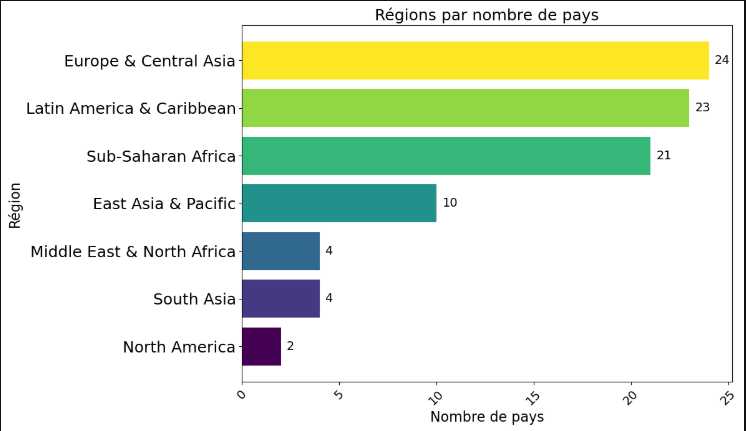 Régions par nombre de pays
Région
Europe & Central Asia 24
Latin America & Caribbean 23
Sub-Saharan Africa 21
East Asia & Pacific 10
Middle East & North Africa 4
South Asia 4
North America 2
0 5 10 15 20 25
Nombre de pays